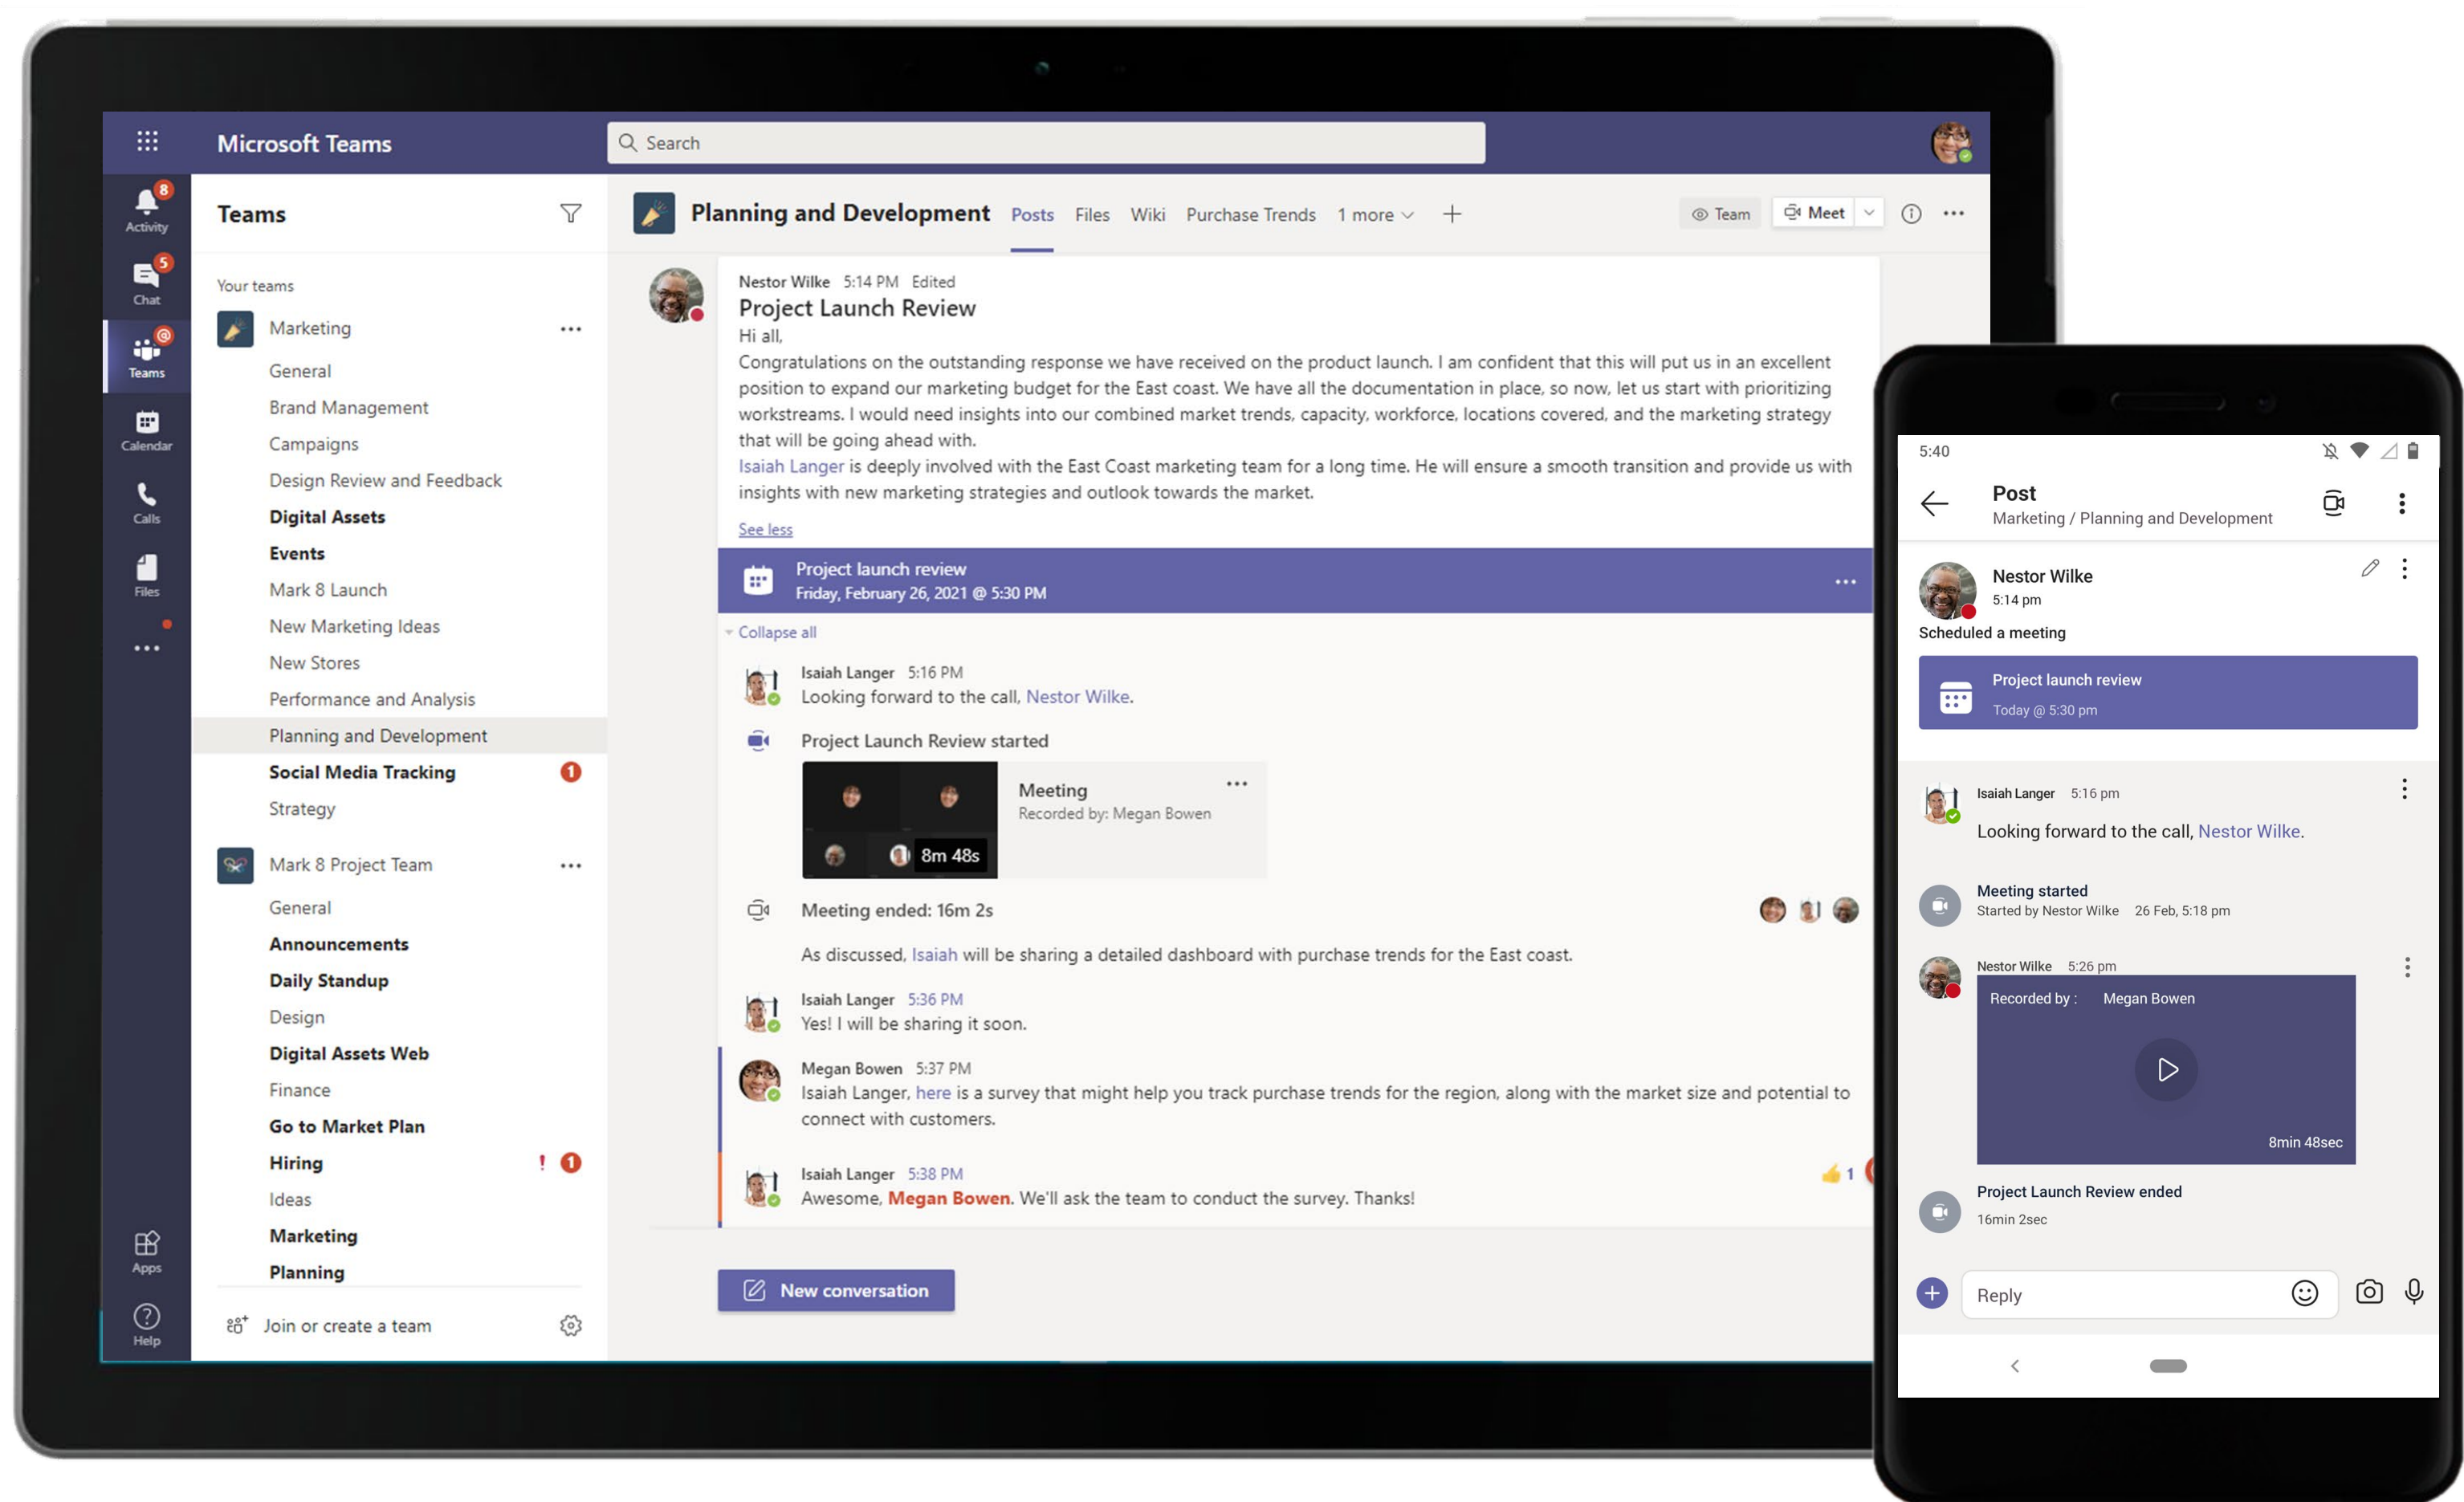 Microsoft Teams
Search
8
Activity
5
Chat
@
Teams
Calendar
Calls
Files
Apps
Help
Teams
Your teams
Marketing
General
Brand Management
Campaigns
Design Review and Feedback
Digital Assets
Events
Mark 8 Launch
New Marketing Ideas
New Stores
Performance and Analysis
Planning and Development
Social Media Tracking 1
Strategy
Mark 8 Project Team
General
Announcements
Daily Standup
Design
Digital Assets Web
Finance
Go to Market Plan
Hiring ! 1
Ideas
Marketing
Planning
Join or create a team
Planning and Development Posts Files Wiki Purchase Trends 1 more + Team Meet
Nestor Wilke 5:14 PM Edited
Project Launch Review
Hi all,
Congratulations on the outstanding response we have received on the product launch. I am confident that this will put us in an excellent
position to expand our marketing budget for the East coast. We have all the documentation in place, so now, let us start with prioritizing
workstreams. I would need insights into our combined market trends, capacity, workforce, locations covered, and the marketing strategy
that will be going ahead with.
Isaiah Langer is deeply involved with the East Coast marketing team for a long time. He will ensure a smooth transition and provide us with
insights with new marketing strategies and outlook towards the market.
See less
Project launch review
Friday, February 26, 2021 @ 5:30 PM
Collapse all
Isaiah Langer 5:16 PM
Looking forward to the call, Nestor Wilke.
Project Launch Review started
Meeting
Recorded by: Megan Bowen
8m 48s
Meeting ended: 16m 2s
As discussed, Isaiah will be sharing a detailed dashboard with purchase trends for the East coast.
Isaiah Langer 5:36 PM
Yes! I will be sharing it soon.
Megan Bowen 5:37 PM
Isaiah Langer, here is a survey that might help you track purchase trends for the region, along with the market size and potential to
connect with customers.
Isaiah Langer 5:38 PM
👍 1
Awesome, Megan Bowen. We'll ask the team to conduct the survey. Thanks!
New conversation
5:40
Post
Marketing / Planning and Development
Nestor Wilke
5:14 pm
Scheduled a meeting
Project launch review
Today @ 5:30 pm
Isaiah Langer 5:16 pm
Looking forward to the call, Nestor Wilke.
Meeting started
Started by Nestor Wilke 26 Feb, 5:18 pm
Nestor Wilke 5:26 pm
Recorded by : Megan Bowen
8min 48sec
Project Launch Review ended
16min 2sec
Reply